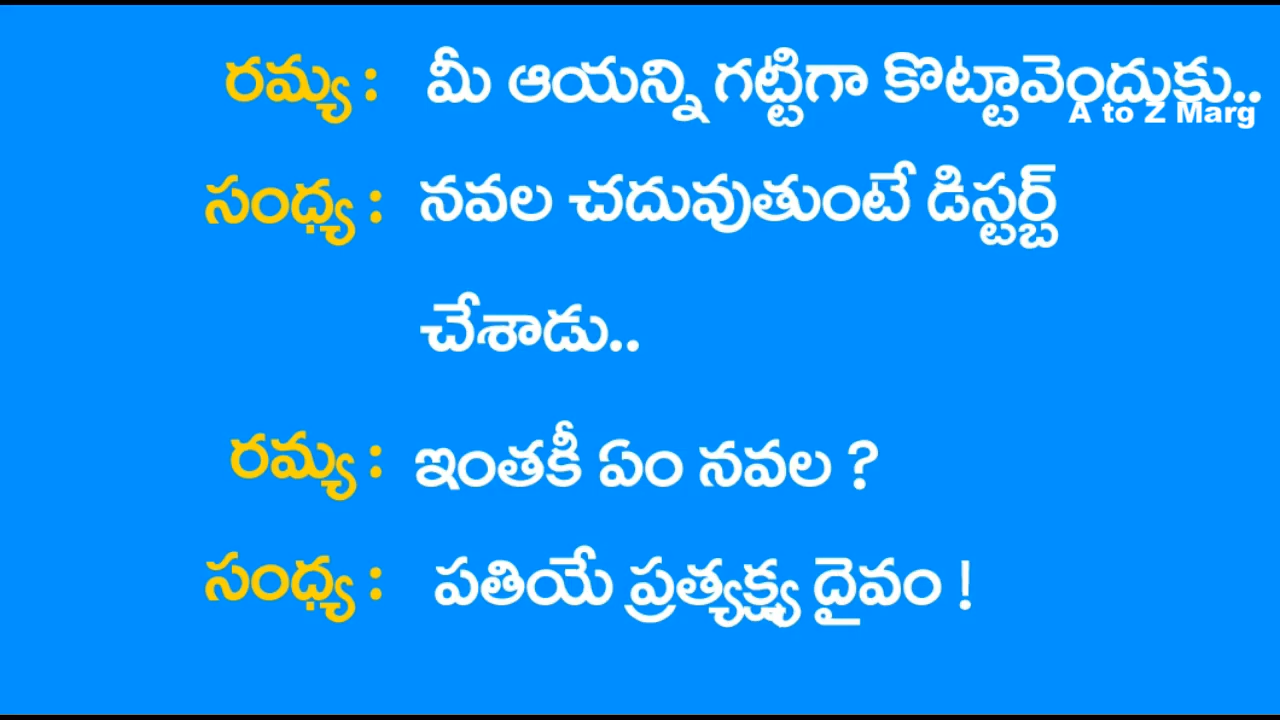 రమ్య : మీ ఆయన్ని గట్టిగా కొట్టావెందుకు..
A to Z Marg
సంధ్య : నవల చదువుతుంటే డిస్టర్బ్
చేశాడు..
రమ్య : ఇంతకీ ఏం నవల ?
సంధ్య : పతియే ప్రత్యక్ష్య దైవం !